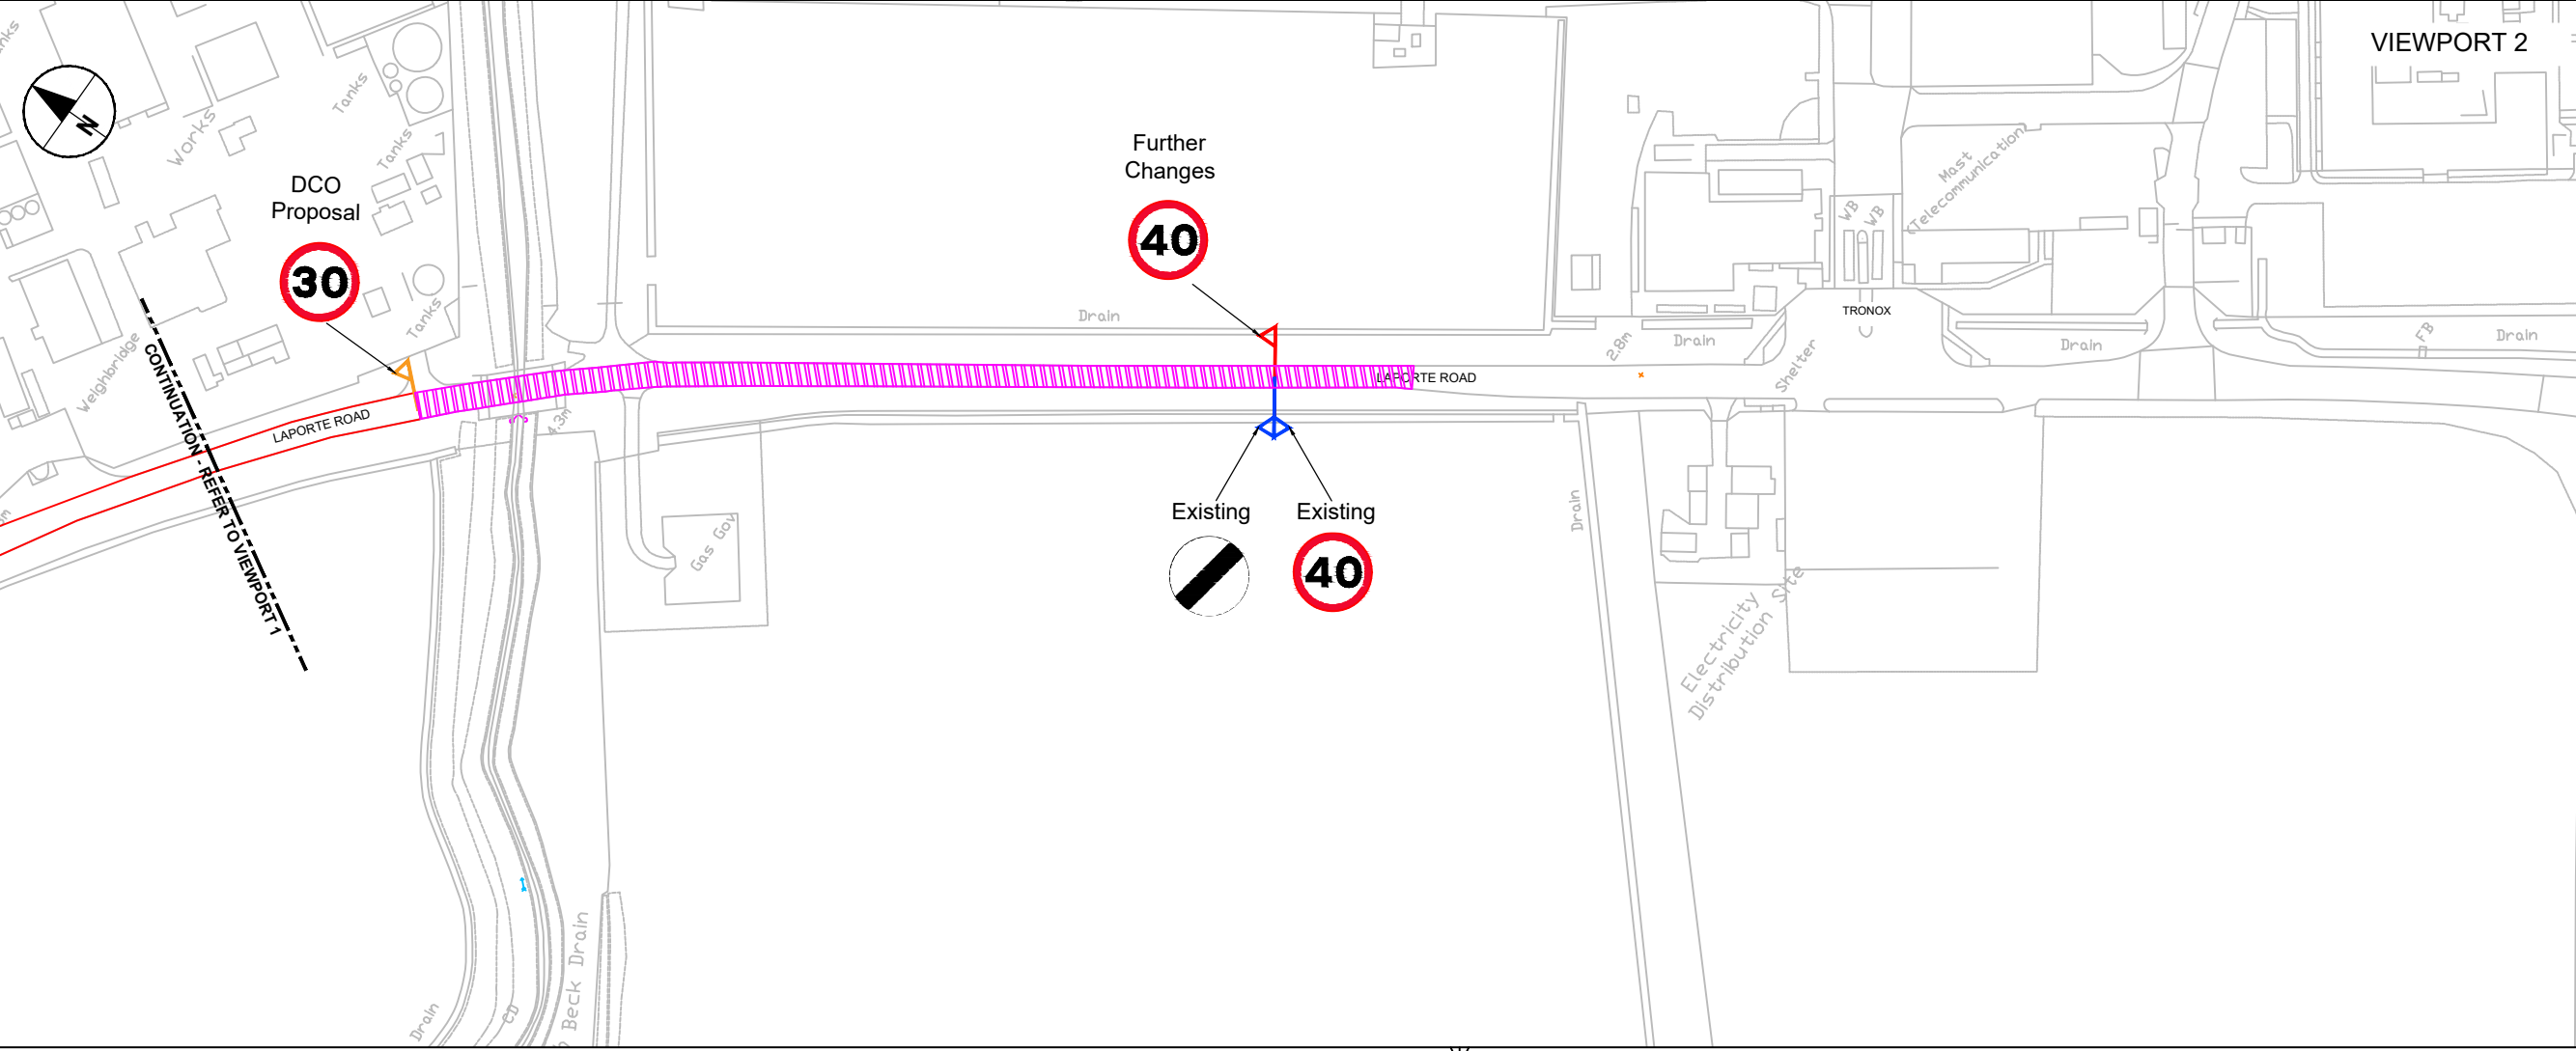 VIEWPORT 2
N
Works
Tanks
Tanks
Tanks
Weighbridge
DCO
Proposal
30
Further
Changes
40
Mast
(Telecommunication)
WB
WB
TRONOX
Drain
2.8m
Drain
Shelter
Drain
FB
Drain
CONTINUATION - REFER TO VIEWPORT 1
LAPORTE ROAD
LAPORTE ROAD
4.3m
Existing
Existing
40
Gas Gov
Drain
Electricity
Distribution Site
Drain
CD
Beck Drain